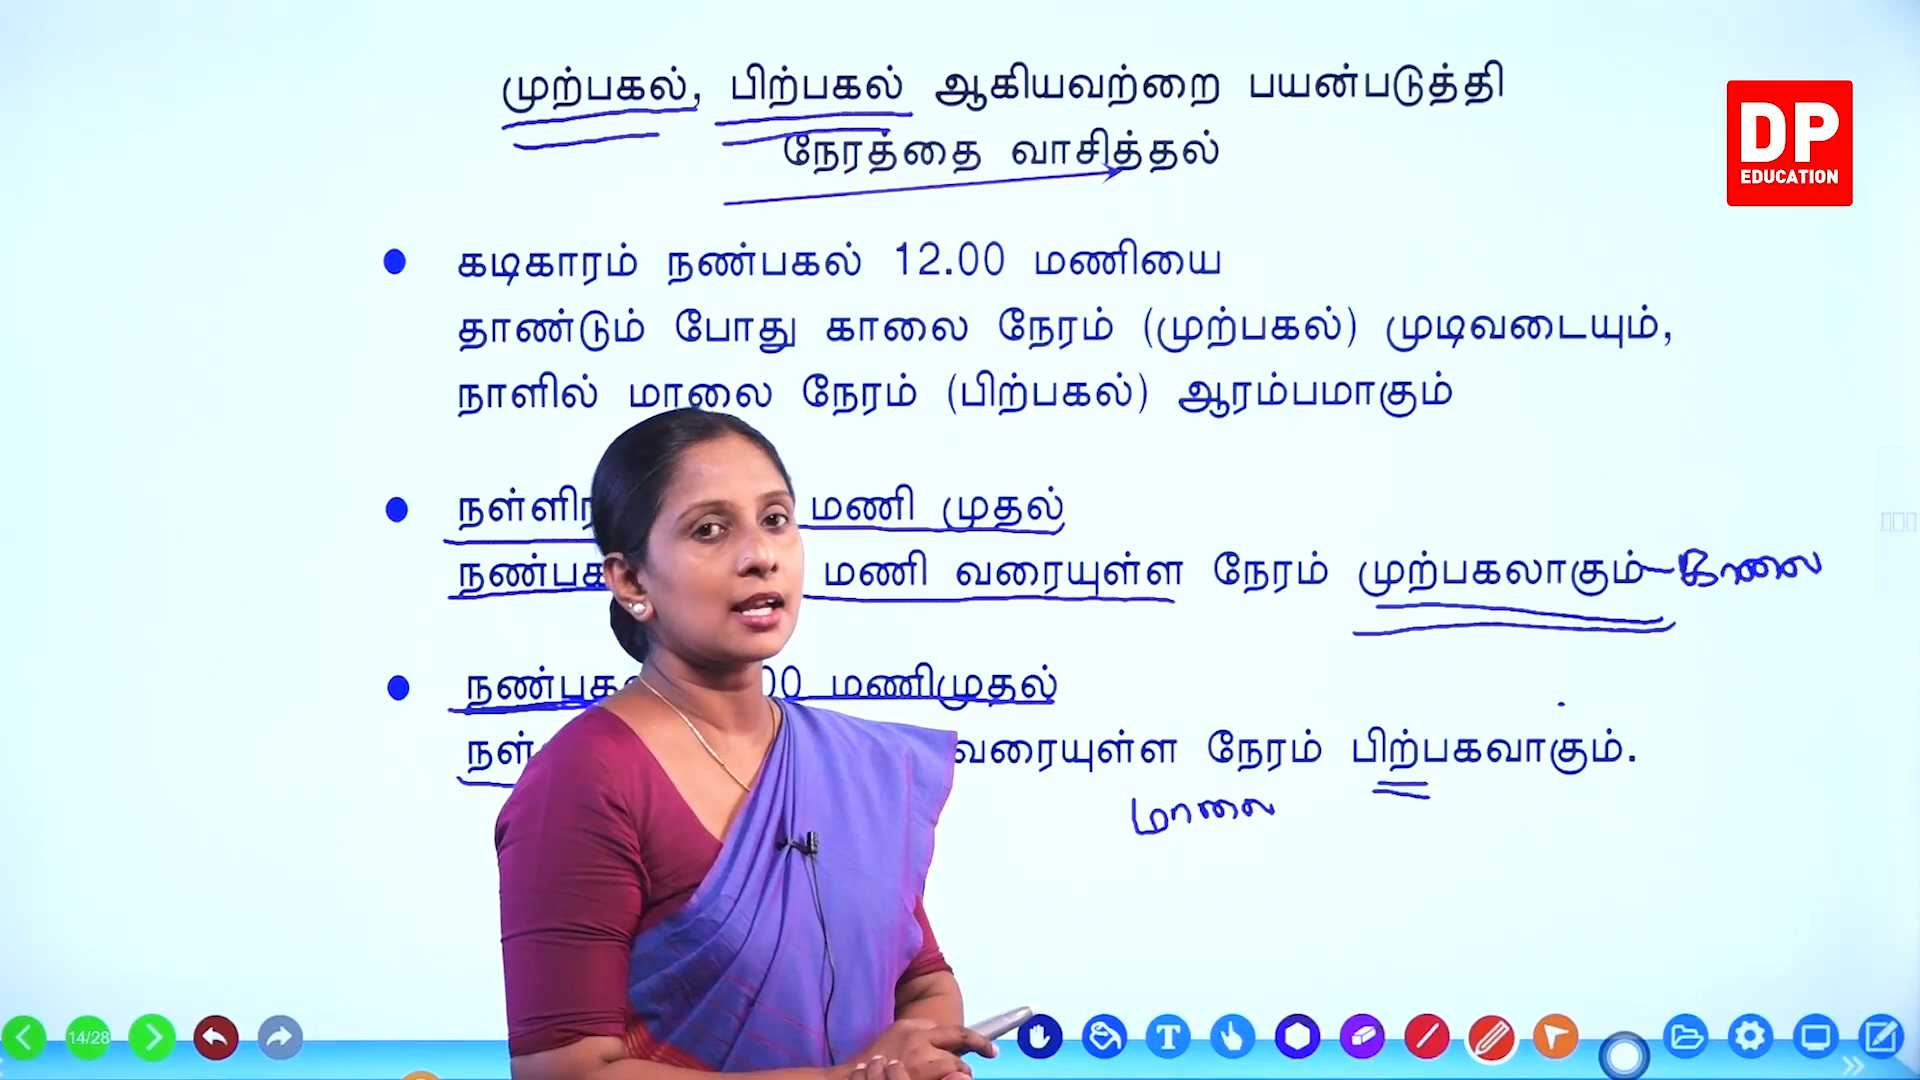 முற்பகல், பிற்பகல் ஆகியவற்றை பயன்படுத்தி
நேரத்தை வாசித்தல்
DP
EDUCATION
கடிகாரம் நண்பகல் 12.00 மணியை
தாண்டும் போது காலை நேரம் (முற்பகல்) முடிவடையும்,
நாளில் மாலை நேரம் (பிற்பகல்) ஆரம்பமாகும்
மணி முதல்
மணி வரையுள்ள நேரம் முற்பகலாகும் காலை
மணிமுதல்
வரையுள்ள நேரம் பிற்பகவாகும்.
மாலை
14/28